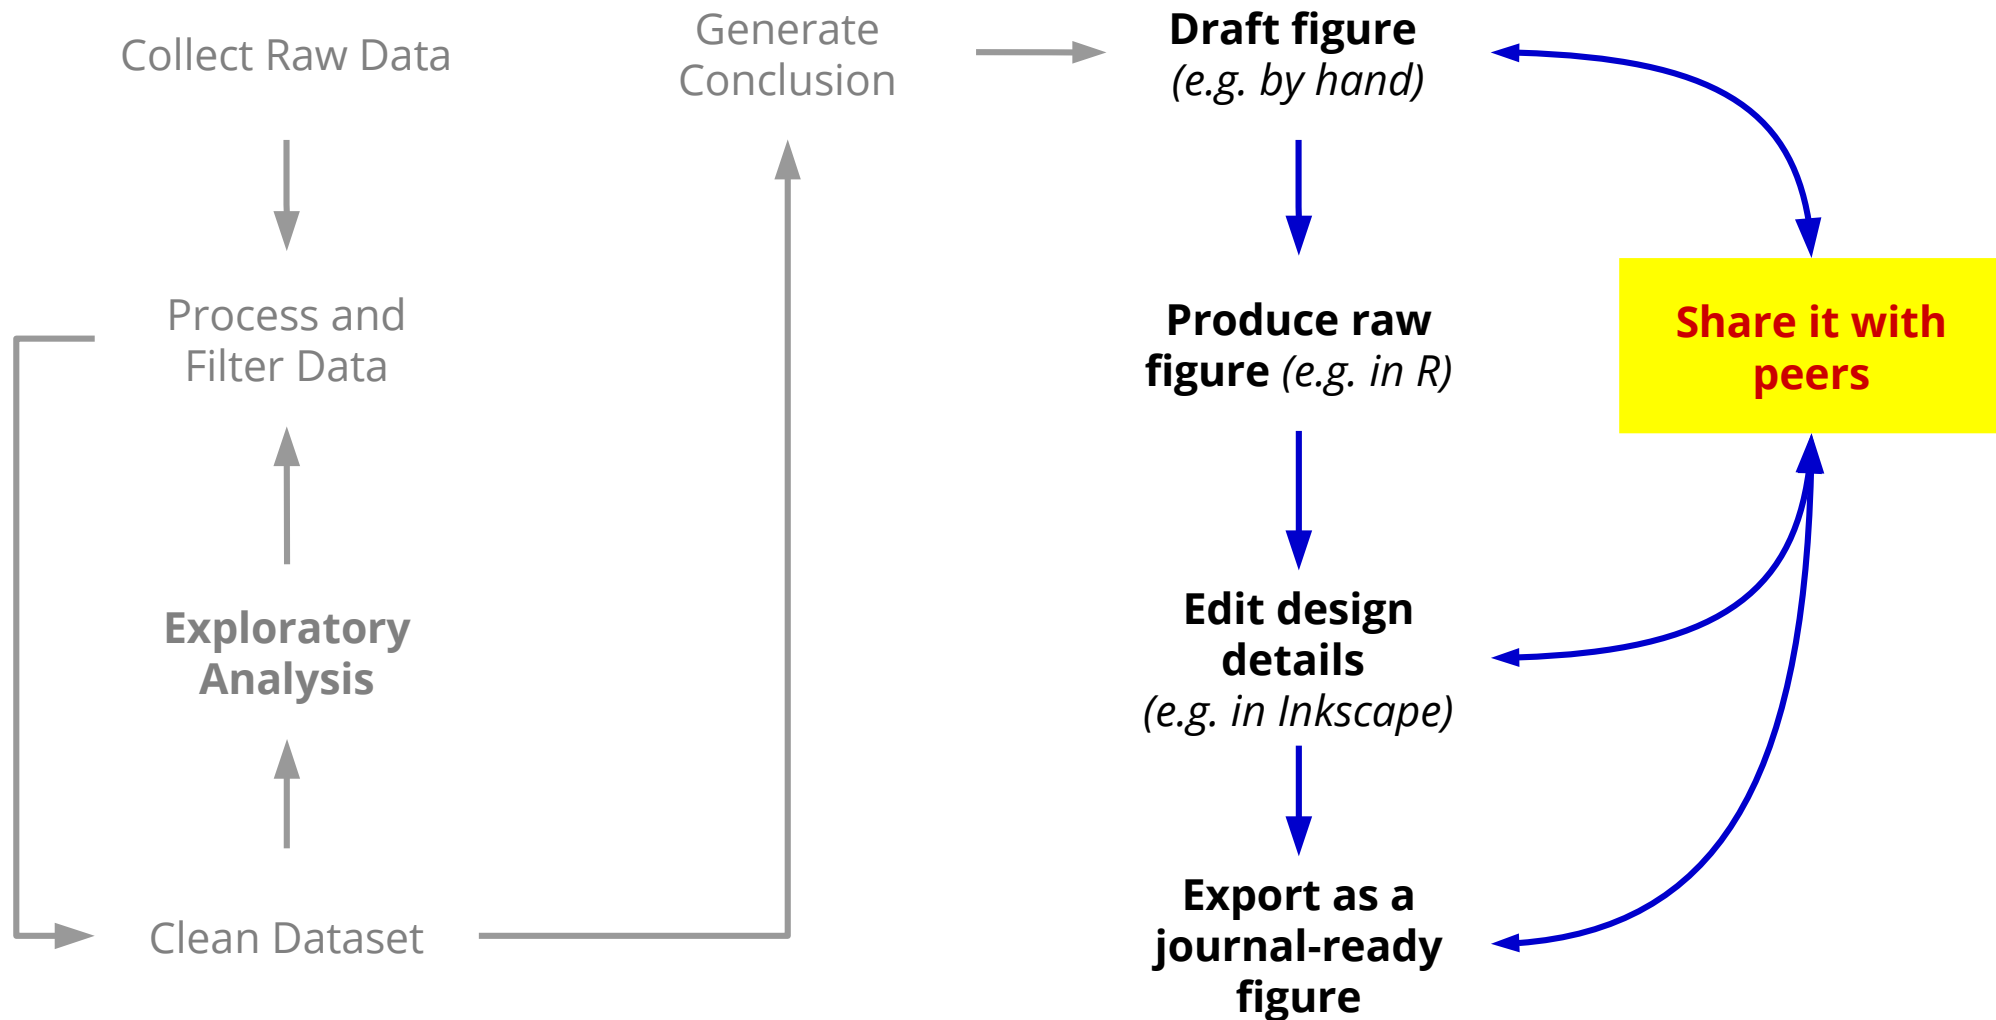 Collect Raw Data
Process and
Filter Data
Exploratory
Analysis
Clean Dataset
Generate
Conclusion
Draft figure
(e.g. by hand)
Produce raw
figure (e.g. in R)
Edit design
details
(e.g. in Inkscape)
Export as a
journal-ready
figure
Share it with
peers